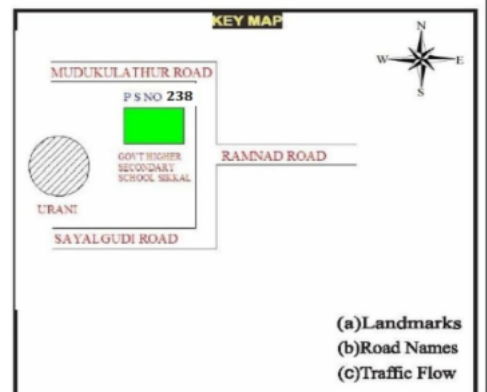 KEY MAP
N
W E
S
MUDUKULATHUR ROAD
P S NO 238
GOVT HIGHER
SECONDARY
SCHOOL SIKKAL
RAMNAD ROAD
URANI
SAYALGUDI ROAD
(a)Landmarks
(b)Road Names
(c)Traffic Flow